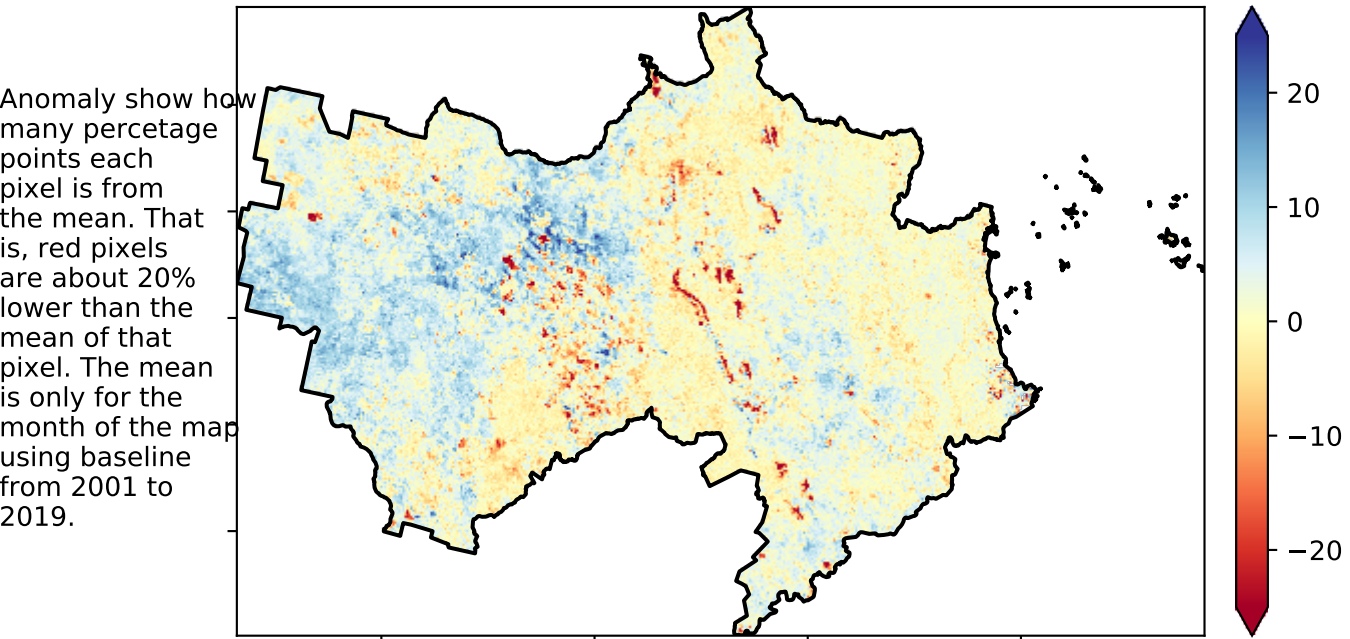 Anomaly show how
many percetage
points each
pixel is from
the mean. That
is, red pixels
are about 20%
lower than the
mean of that
pixel. The mean
is only for the
month of the map
using baseline
from 2001 to
2019.
20
10
0
−10
−20